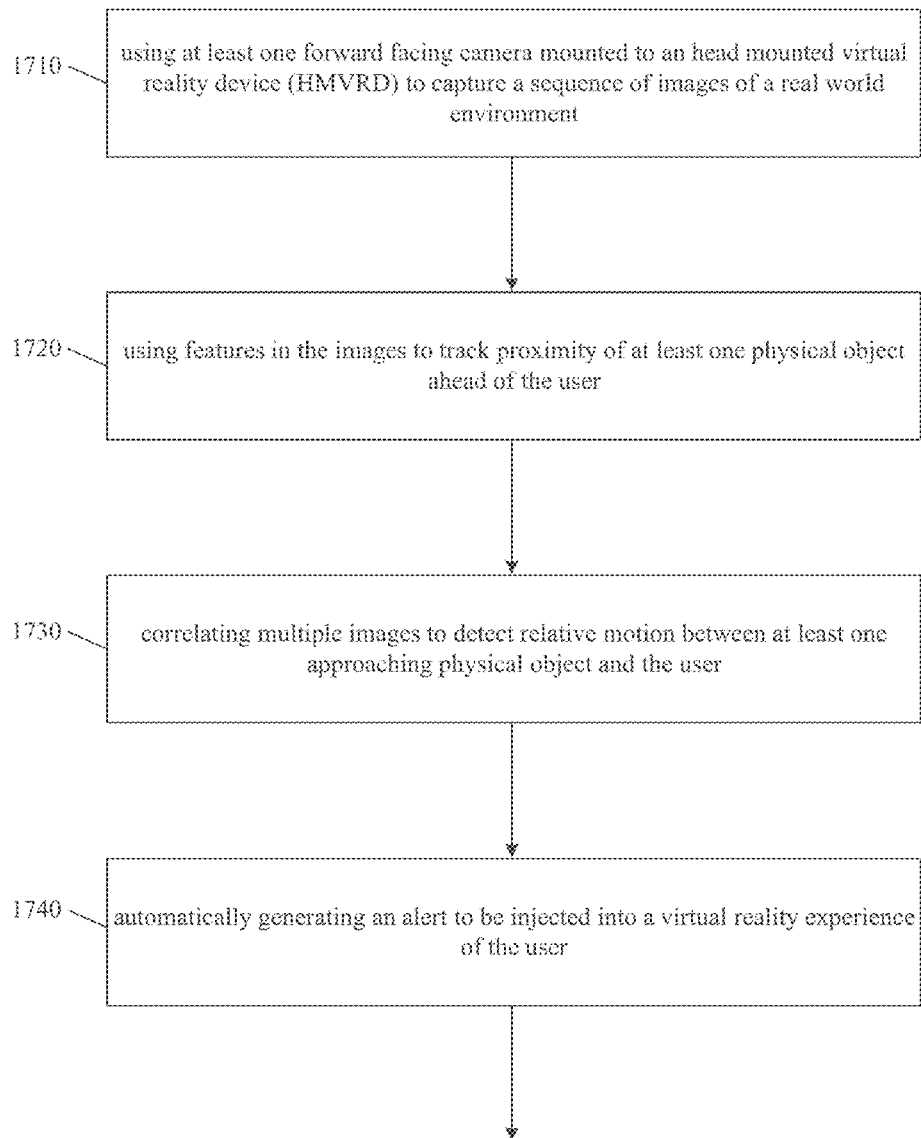 1710
using at least one forward facing camera mounted to an head mounted virtual
reality device (HMVRD) to capture a sequence of images of a real world
environment
1720
using features in the images to track proximity of at least one physical object
ahead of the user
1730
correlating multiple images to detect relative motion between at least one
approaching physical object and the user
1740
automatically generating an alert to be injected into a virtual reality experience
of the user